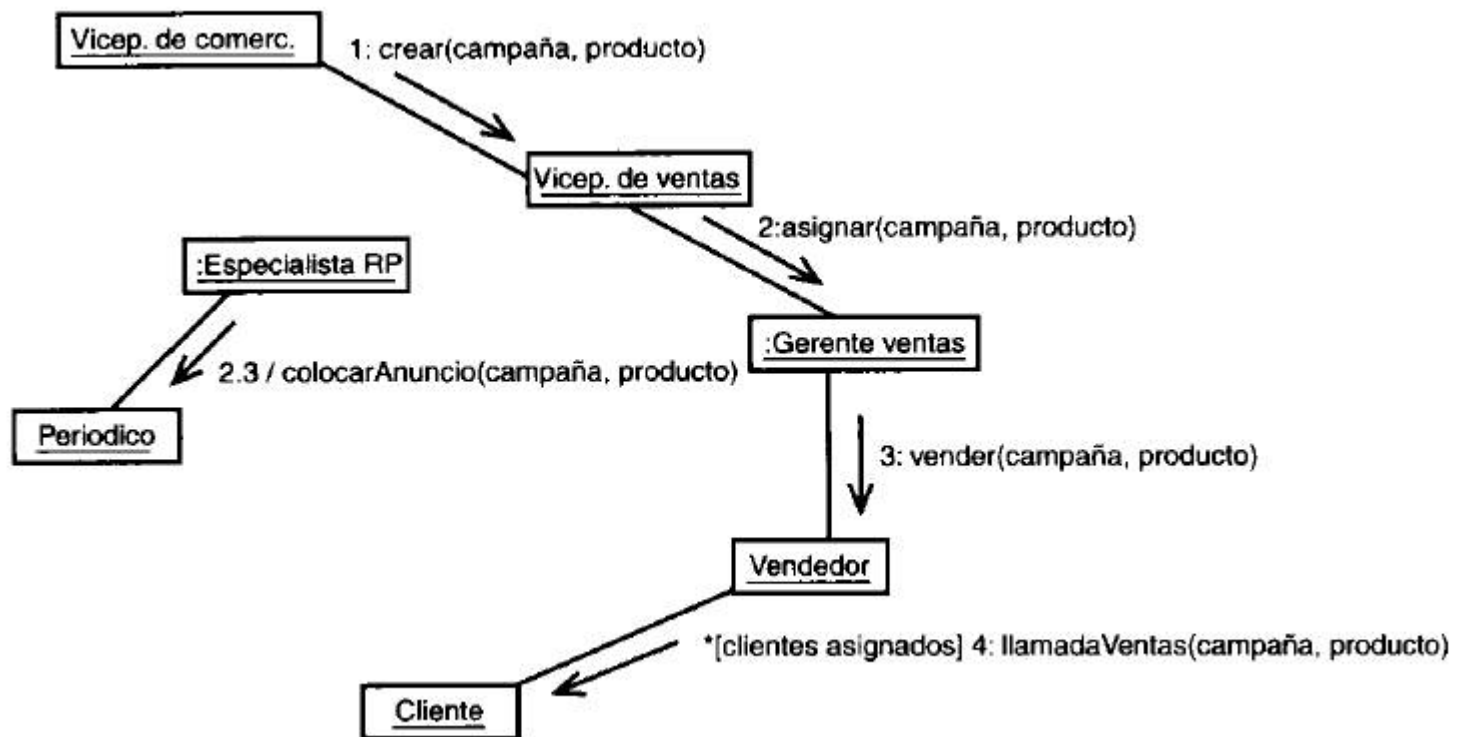 Vicep. de comerc.
1: crear(campaña, producto)
Vicep. de ventas
2:asignar(campaña, producto)
:Especialista RP
:Gerente ventas
2.3 / colocarAnuncio(campaña, producto)
Periodico
3: vender(campaña, producto)
Vendedor
*[clientes asignados] 4: llamadaVentas(campaña, producto)
Cliente